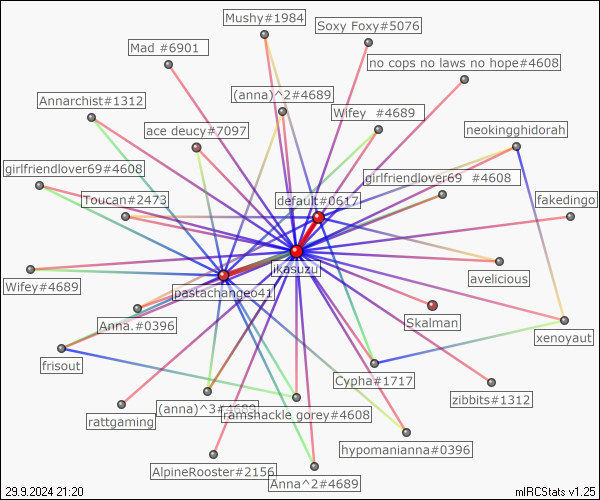 Mushy#1984
Soxy Foxy#5076
Mad #6901
no cops no laws no hope#4608
Annarchist#1312
(anna)^2#4689
Wifey #4689
ace deucy#7097
neokingghidorah
girlfriendlover69#4608
girlfriendlover69 #4608
Toucan#2473
default#0617
fakedingo
ikasuzu
avelicious
Wifey#4689
pastachango41
Anna.#0396
Skalman
xenoyaut
frisout
Cypha#1717
zibbits#1312
(anna)^3#4689
ramshackle gorey#4608
rattgaming
hypomanianna#0396
AlpineRooster#2156
Anna^2#4689
29.9.2024 21:20
mIRCStats v1.25